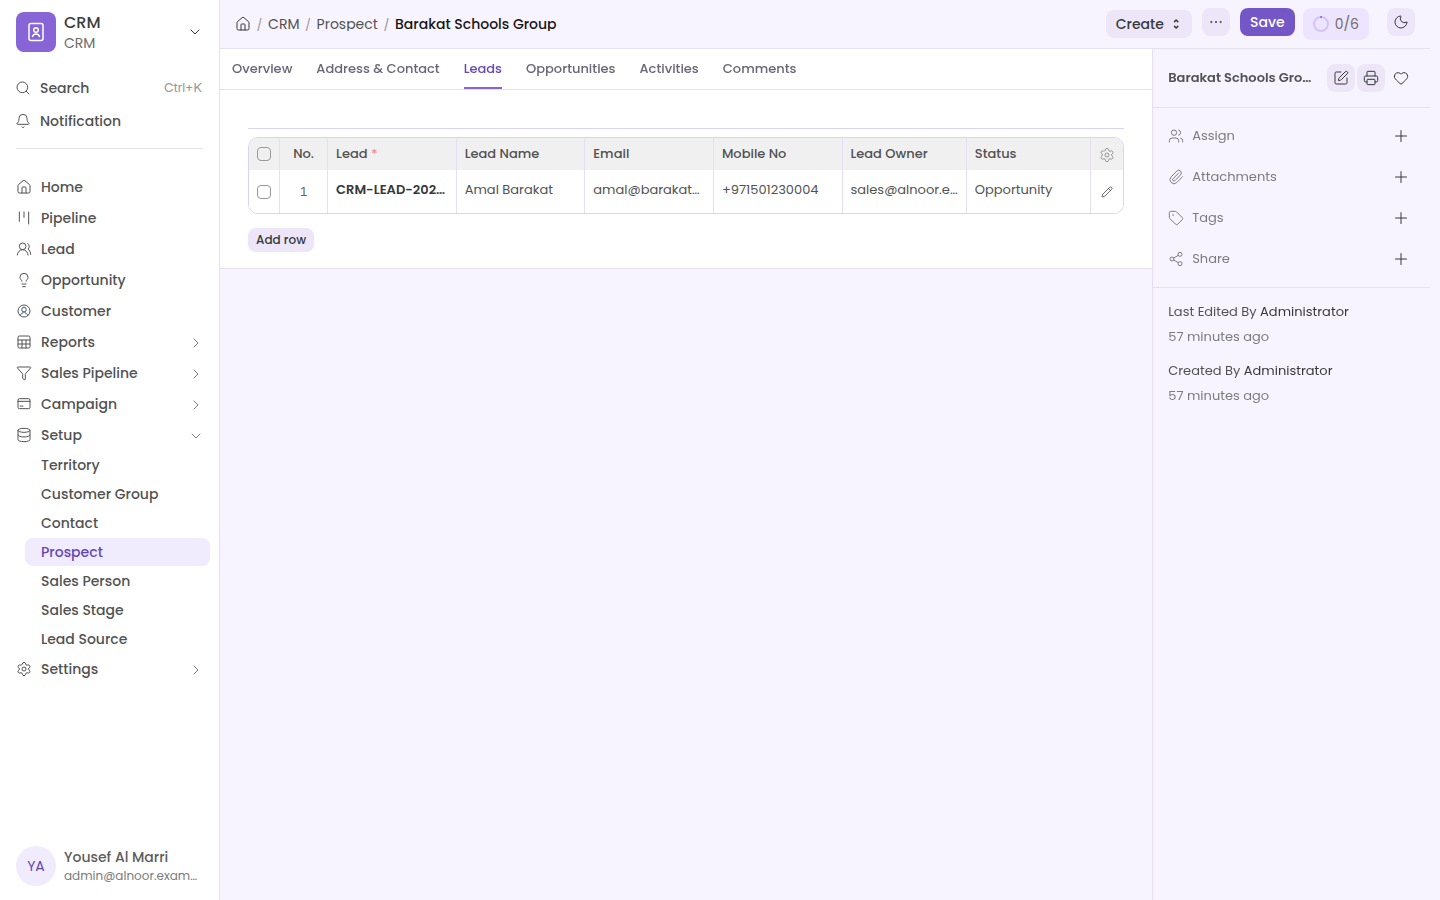 CRM
CRM
Search
Ctrl+K
Notification
Home
Pipeline
Lead
Opportunity
Customer
Reports
Sales Pipeline
Campaign
Setup
Territory
Customer Group
Contact
Prospect
Sales Person
Sales Stage
Lead Source
Settings
YA
Yousef Al Marri
admin@alnoor.exam...
/ CRM / Prospect / Barakat Schools Group
Create
Save
0/6
Overview
Address & Contact
Leads
Opportunities
Activities
Comments
No. Lead * Lead Name Email Mobile No Lead Owner Status
1 CRM-LEAD-202... Amal Barakat amal@barakat... +971501230004 sales@alnoor.e... Opportunity
Add row
Barakat Schools Gro...
Assign
Attachments
Tags
Share
Last Edited By Administrator
57 minutes ago
Created By Administrator
57 minutes ago